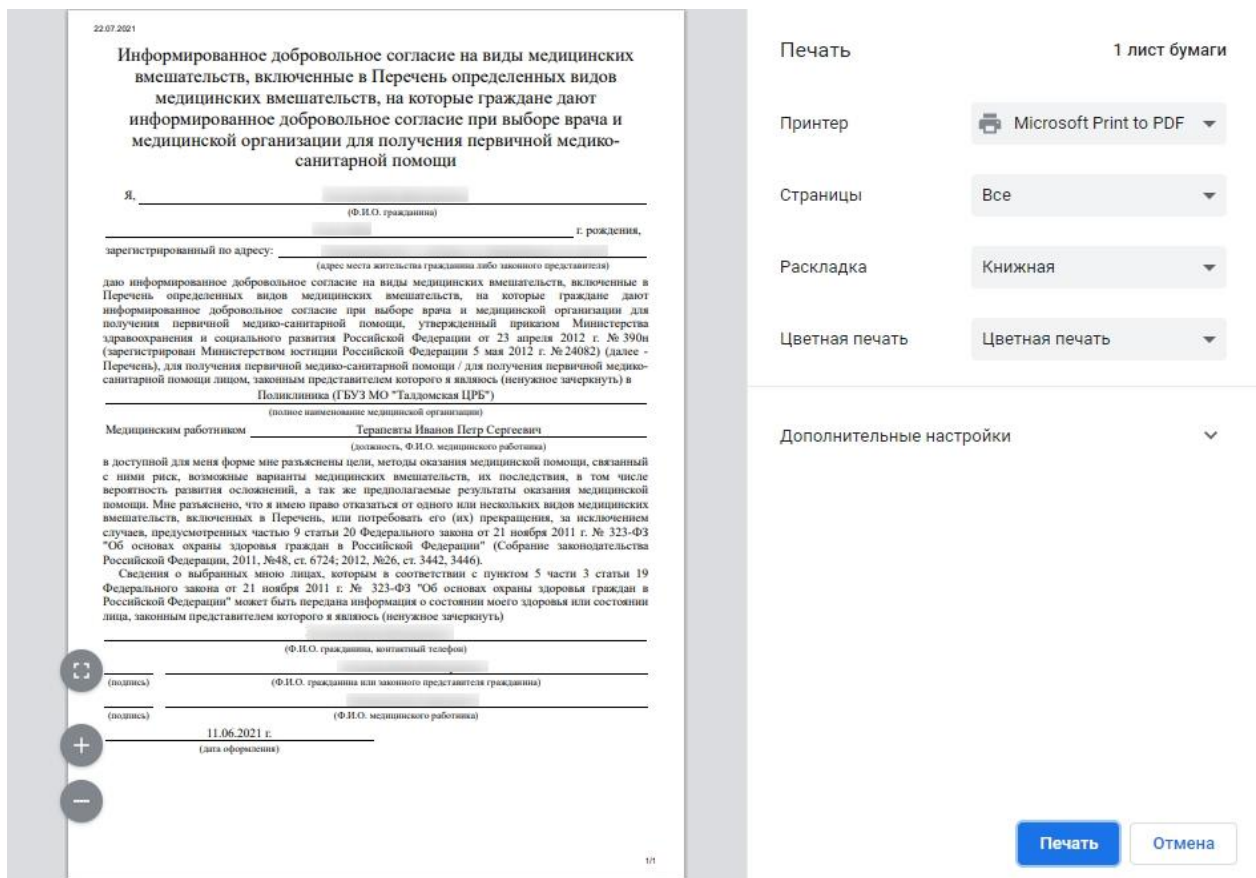 22.07.2021
Информированное добровольное согласие на виды медицинских
вмешательств, включенные в Перечень определенных видов
медицинских вмешательств, на которые граждане дают
информированное добровольное согласие при выборе врача и
медицинской организации для получения первичной медико-
санитарной помощи
Я,
(Ф.И.О. гражданина)
г. рождения,
зарегистрированный по адресу:
(адрес места жительства гражданина либо законного представителя)
даю информированное добровольное согласие на виды медицинских вмешательств, включенные в
Перечень определенных видов медицинских вмешательств, на которые граждане дают
информированное добровольное согласие при выборе врача и медицинской организации для
получения первичной медико-санитарной помощи, утвержденный приказом Министерства
здравоохранения и социального развития Российской Федерации от 23 апреля 2012 г. № 390н
(зарегистрирован Министерством юстиции Российской Федерации 5 мая 2012 г. № 24082) (далее -
Перечень), для получения первичной медико-санитарной помощи / для получения первичной медико-
санитарной помощи лицом, законным представителем которого я являюсь (ненужное зачеркнуть) в
Поликлиника (ГБУЗ МО "Талдомская ЦРБ")
(полное наименование медицинской организации)
Медицинским работником Терапевты Иванов Петр Сергеевич
(должность, Ф.И.О. медицинского работника)
в доступной для меня форме мне разъяснены цели, методы оказания медицинской помощи, связанный
с ними риск, возможные варианты медицинских вмешательств, их последствия, в том числе
вероятность развития осложнений, а так же предполагаемые результаты оказания медицинской
помощи. Мне разъяснено, что я имею право отказаться от одного или нескольких видов медицинских
вмешательств, включенных в Перечень, или потребовать его (их) прекращения, за исключением
случаев, предусмотренных частью 9 статьи 20 Федерального закона от 21 ноября 2011 г. № 323-ФЗ
"Об основах охраны здоровья граждан в Российской Федерации" (Собрание законодательства
Российской Федерации, 2011, №48, ст. 6724; 2012, №26, ст. 3442, 3446).
Сведения о выбранных мною лицах, которым в соответствии с пунктом 5 части 3 статьи 19
Федерального закона от 21 ноября 2011 г. № 323-ФЗ "Об основах охраны здоровья граждан в
Российской Федерации" может быть передана информация о состоянии моего здоровья или состоянии
лица, законным представителем которого я являюсь (ненужное зачеркнуть)
(Ф.И.О. гражданина, контактный телефон)
(подпись) (Ф.И.О. гражданина или законного представителя гражданина)
(подпись) (Ф.И.О. медицинского работника)
11.06.2021 г.
(дата оформления)
1/1
Печать 1 лист бумаги
Принтер Microsoft Print to PDF
Страницы Все
Раскладка Книжная
Цветная печать Цветная печать
Дополнительные настройки
Печать Отмена